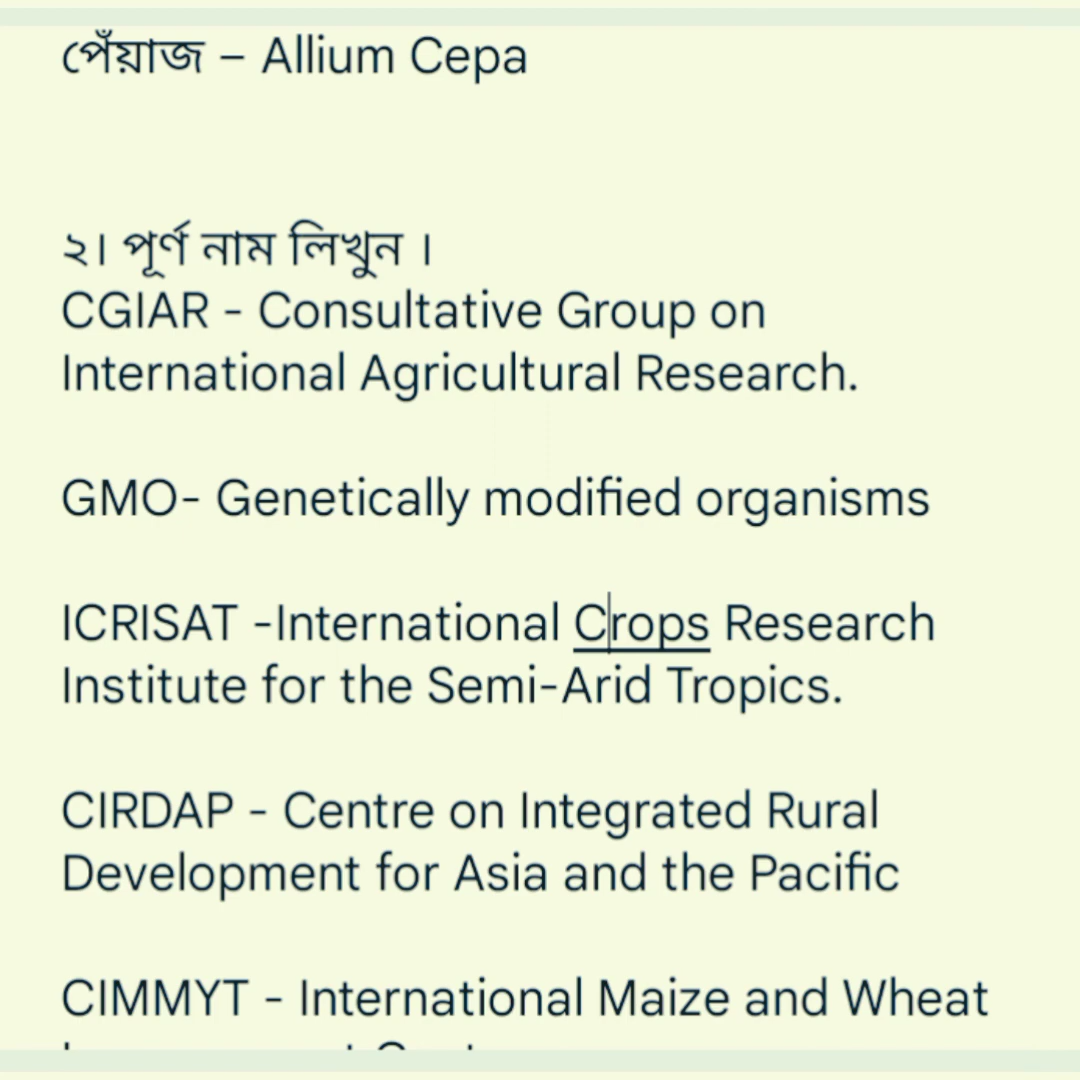 পেঁয়াজ – Allium Cepa
২। পূর্ণ নাম লিখুন ।
CGIAR - Consultative Group on
International Agricultural Research.
GMO- Genetically modified organisms
ICRISAT -International Crops Research
Institute for the Semi-Arid Tropics.
CIRDAP - Centre on Integrated Rural
Development for Asia and the Pacific
CIMMYT - International Maize and Wheat